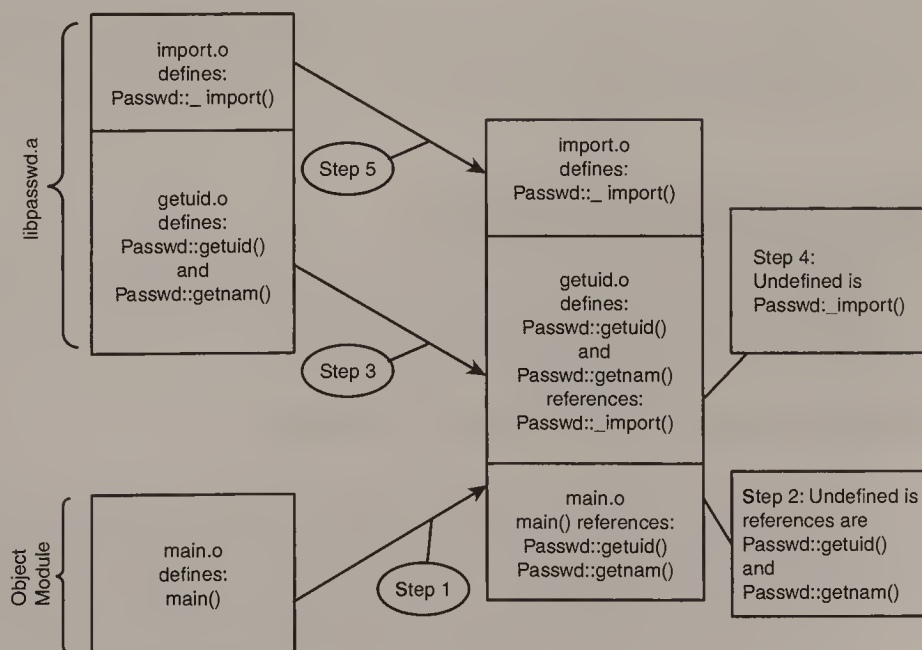 libpasswd.a
import.o
defines:
Passwd::_ import()
getuid.o
defines:
Passwd::getuid()
and
Passwd::getnam()
Step 5
Step 3
import.o
defines:
Passwd::_ import()
getuid.o
defines:
Passwd::getuid()
and
Passwd::getnam()
references:
Passwd::_import()
Step 4:
Undefined is
Passwd:_import()
Object
Module
main.o
defines:
main()
Step 1
main.o
main() references:
Passwd::getuid()
Passwd::getnam()
Step 2: Undefined is
references are
Passwd::getuid()
and
Passwd::getnam()